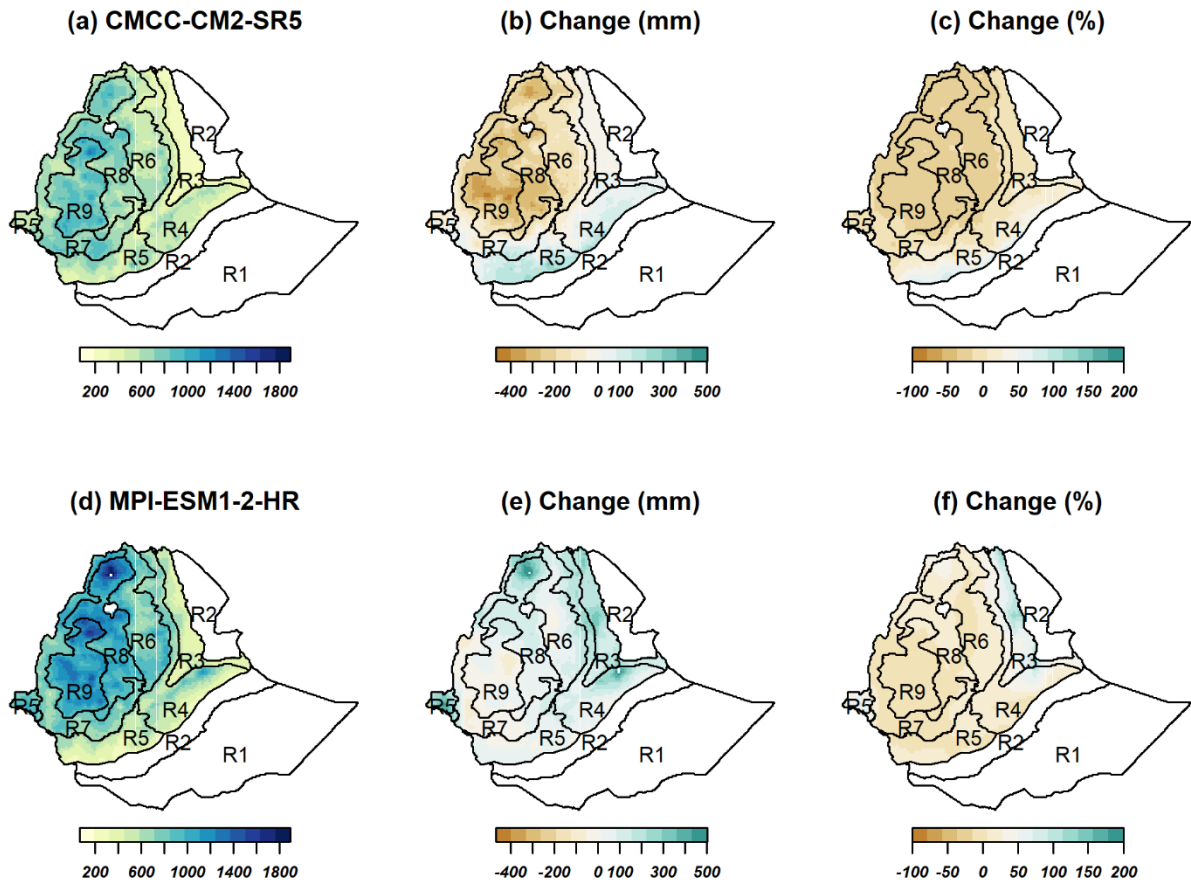 (a) CMCC-CM2-SR5 (b) Change (mm) (c) Change (%)
R2 R2 R2
R6 R6 R6
R8 R3 R8 R3 R8 R3
R9 R9 R9
R5 R4 R5 R4 R5 R4
R7 R5 R7 R5 R7 R5
R2 R2 R2
R1 R1 R1
200 600 1000 1400 1800 -400 -200 0 100 300 500 -100 -50 0 50 100 150 200
(d) MPI-ESM1-2-HR (e) Change (mm) (f) Change (%)
R2 R2 R2
R6 R6 R6
R8 R3 R8 R3 R8 R3
R9 R9 R9
R5 R4 R5 R4 R5 R4
R7 R5 R7 R5 R7 R5
R2 R2 R2
R1 R1 R1
200 600 1000 1400 1800 -400 -200 0 100 300 500 -100 -50 0 50 100 150 200